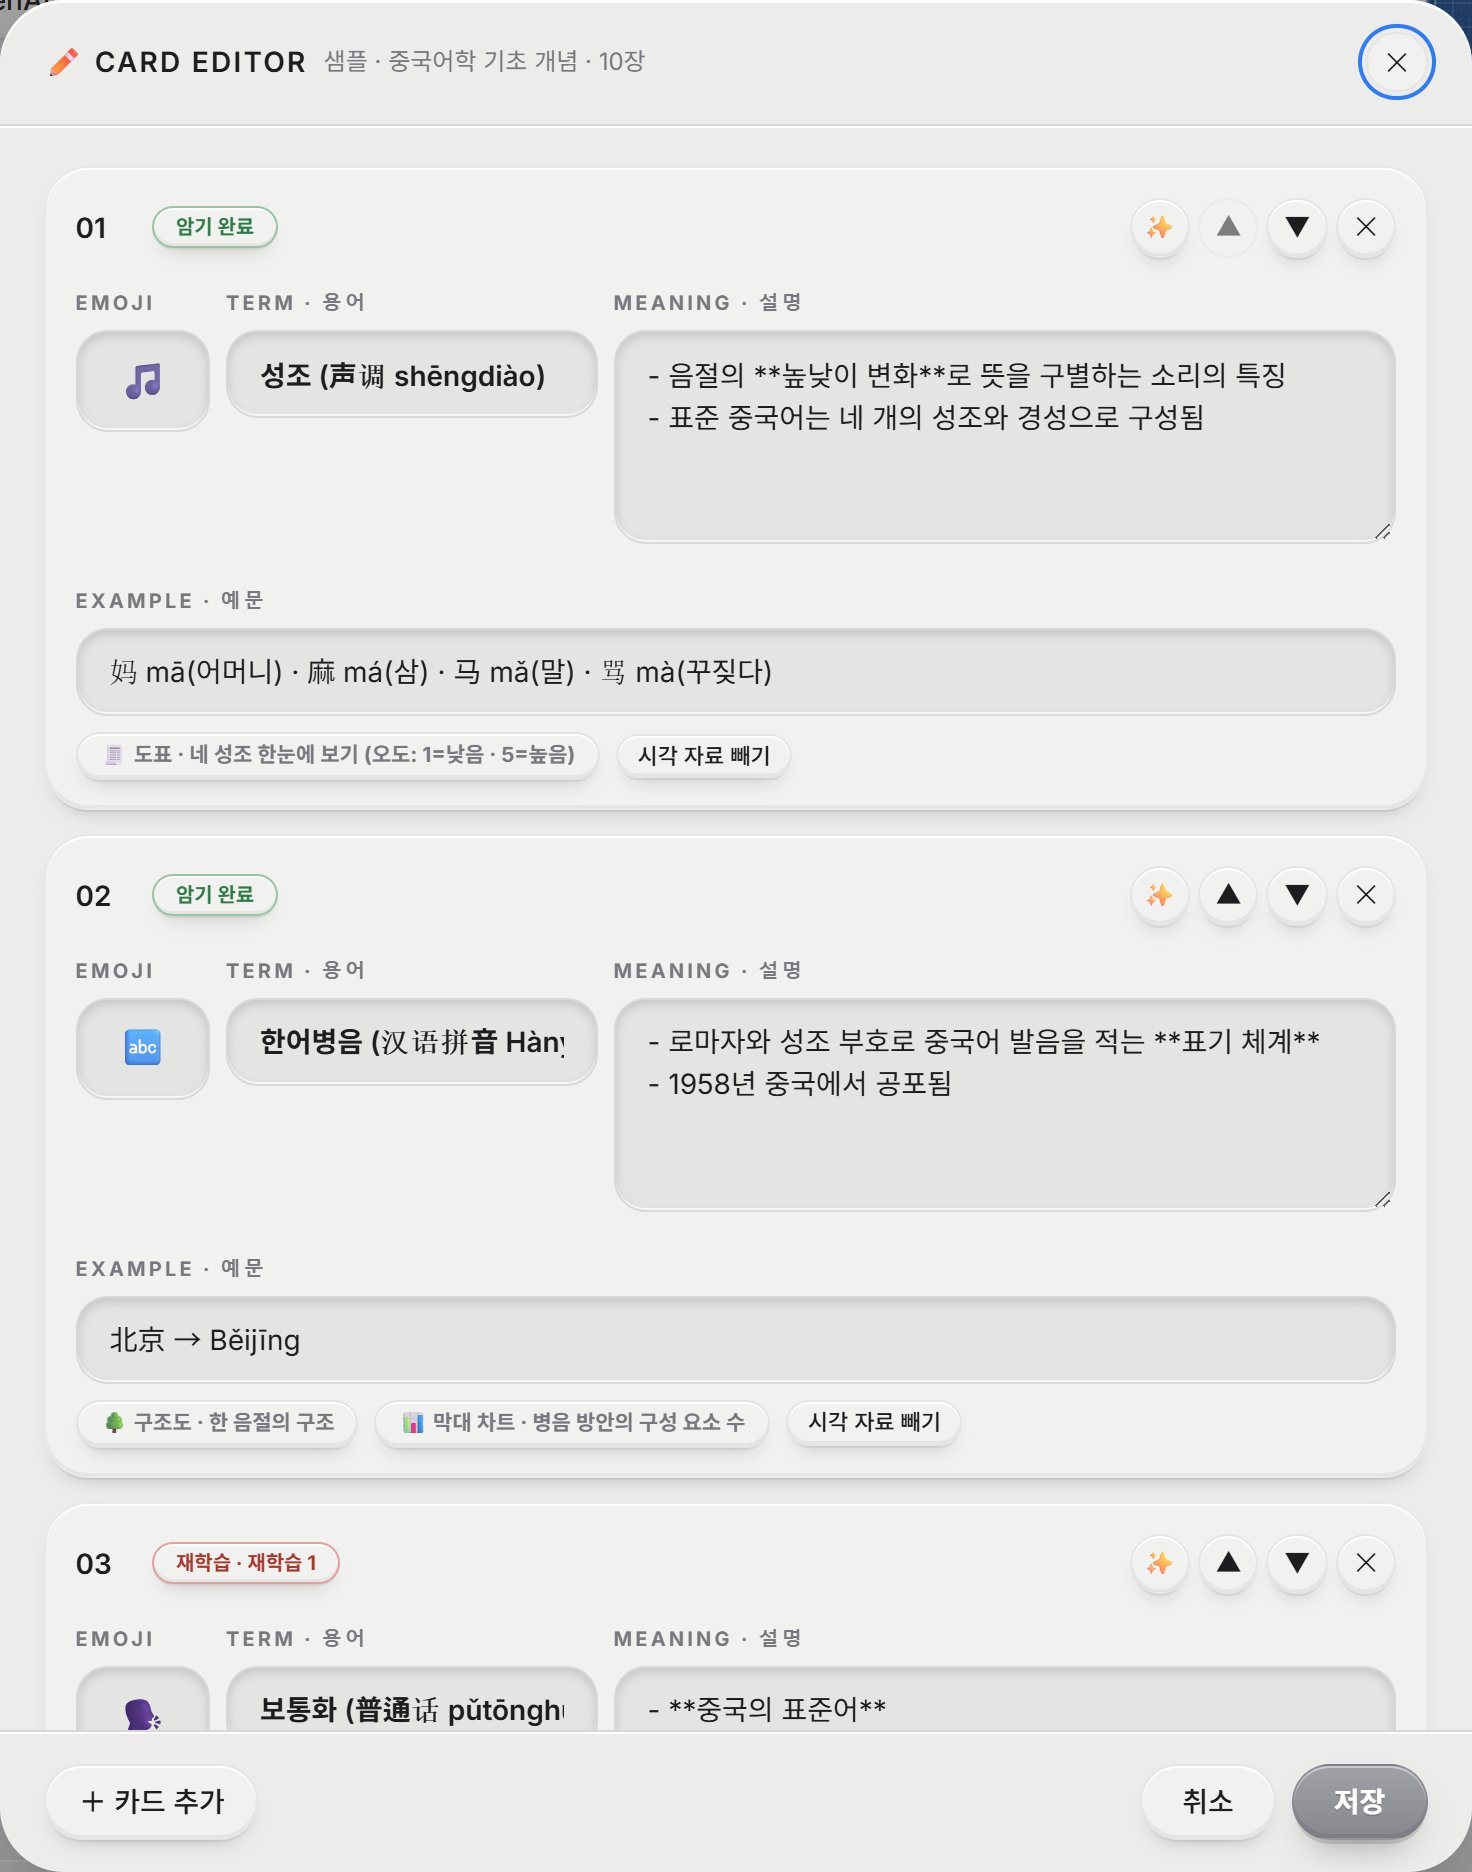 CARD EDITOR 샘플 · 중국어학 기초 개념 · 10장
01 암기 완료
EMOJI TERM · 용어 MEANING · 설명
성조 (声调 shēngdiào)
- 음절의 **높낮이 변화**로 뜻을 구별하는 소리의 특징
- 표준 중국어는 네 개의 성조와 경성으로 구성됨
EXAMPLE · 예문
妈 mā(어머니) · 麻 má(삼) · 马 mǎ(말) · 骂 mà(꾸짖다)
도표 · 네 성조 한눈에 보기 (오도: 1=낮음 · 5=높음) 시각 자료 빼기
02 암기 완료
EMOJI TERM · 용어 MEANING · 설명
abc
한어병음 (汉语拼音 Hàny
- 로마자와 성조 부호로 중국어 발음을 적는 **표기 체계**
- 1958년 중국에서 공포됨
EXAMPLE · 예문
北京 → Běijīng
구조도 · 한 음절의 구조 막대 차트 · 병음 방안의 구성 요소 수 시각 자료 빼기
03 재학습 · 재학습 1
EMOJI TERM · 용어 MEANING · 설명
보통화 (普通话 pǔtōngh
- **중국의 표준어**
+ 카드 추가 취소 저장